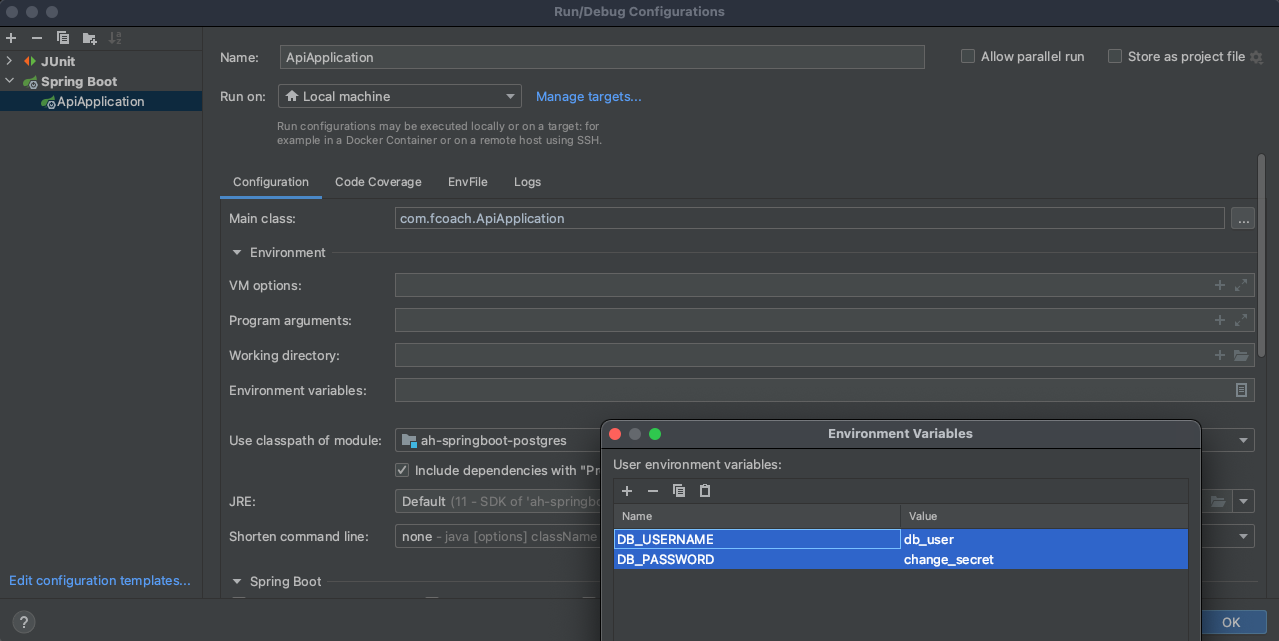 Run/Debug Configurations
JUnit
Spring Boot
ApiApplication
Edit configuration templates...
Name: ApiApplication Allow parallel run Store as project file
Run on: Local machine Manage targets...
Run configurations may be executed locally or on a target: for
example in a Docker Container or on a remote host using SSH.
Configuration Code Coverage EnvFile Logs
Main class: com.fcoach.ApiApplication ...
Environment
VM options:
Program arguments:
Working directory:
Environment variables:
Use classpath of module: ah-springboot-postgres
Include dependencies with "Pr
JRE: Default (11 - SDK of 'ah-springbo
Shorten command line: none - java [options] className
Spring Boot
Environment Variables
User environment variables:
Name Value
DB_USERNAME db_user
DB_PASSWORD change_secret
? OK